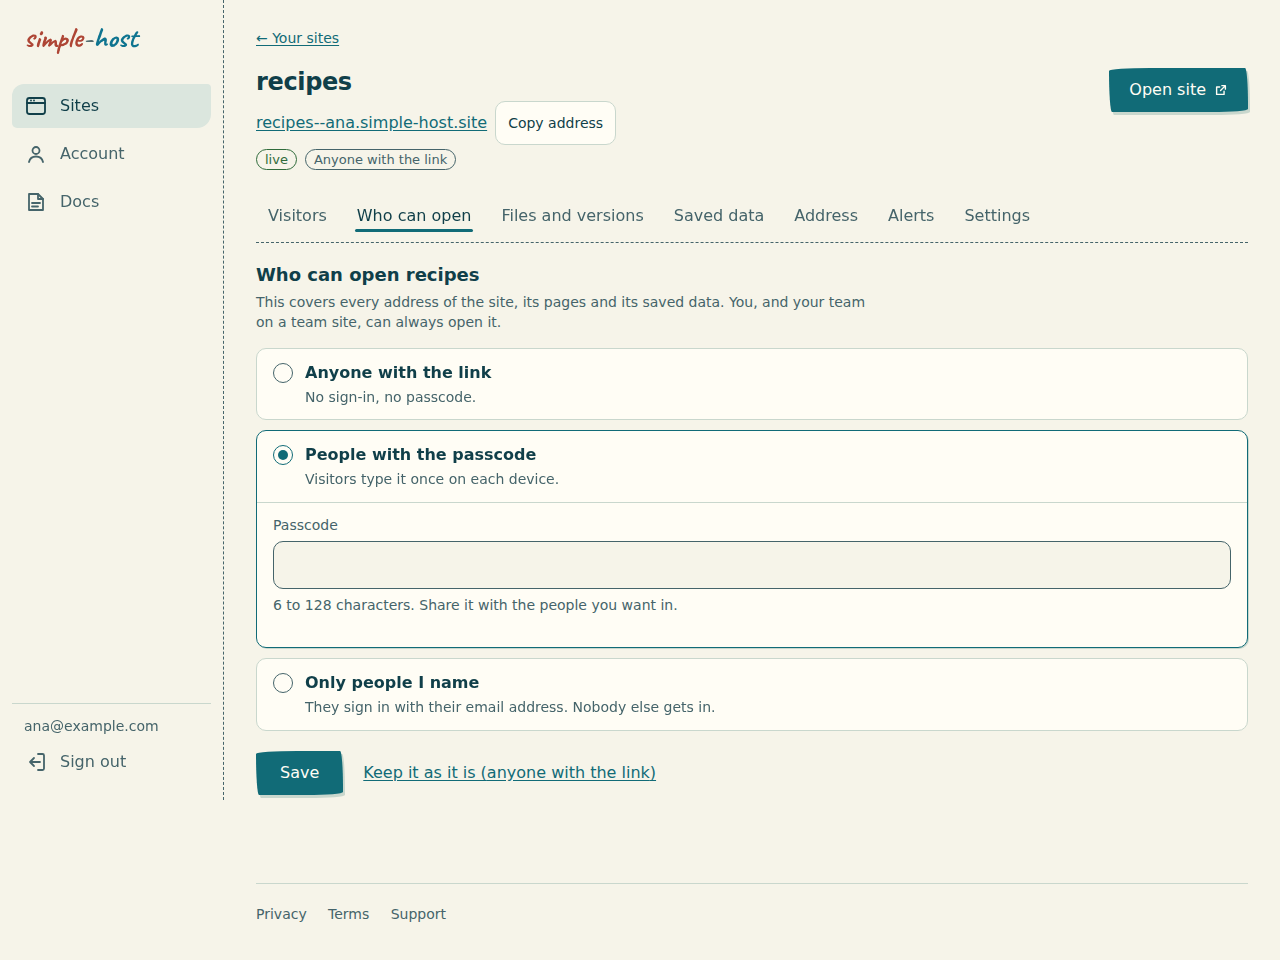 simple-host
Sites
Account
Docs
ana@example.com
Sign out
← Your sites
recipes
recipes--ana.simple-host.site
Copy address
live
Anyone with the link
Open site
Visitors
Who can open
Files and versions
Saved data
Address
Alerts
Settings
Who can open recipes
This covers every address of the site, its pages and its saved data. You, and your team
on a team site, can always open it.
Anyone with the link
No sign-in, no passcode.
People with the passcode
Visitors type it once on each device.
Passcode
6 to 128 characters. Share it with the people you want in.
Only people I name
They sign in with their email address. Nobody else gets in.
Save
Keep it as it is (anyone with the link)
Privacy
Terms
Support